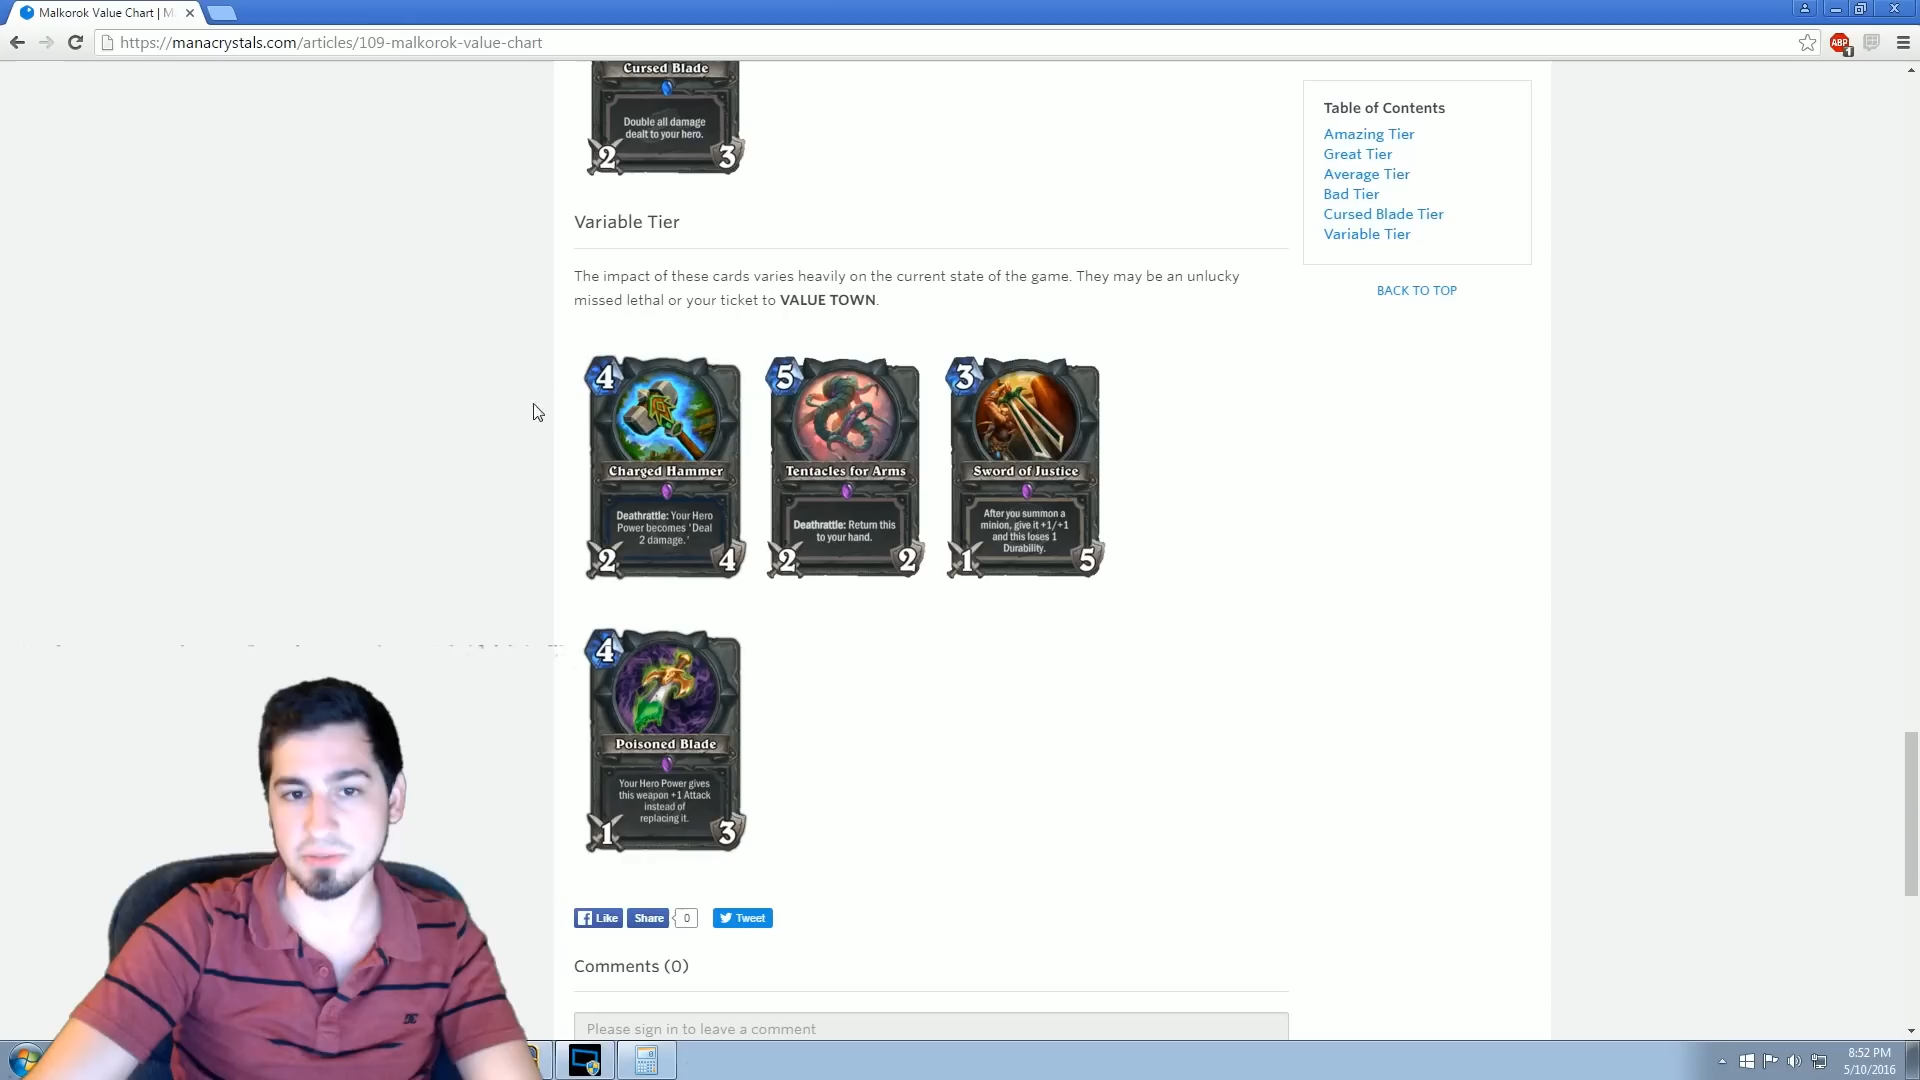 Malkorok Value Chart | M
https://manacrystals.com/articles/109-malkorok-value-chart
ABP
1
Cursed Blade
Double all damage
dealt to your hero.
2
3
Table of Contents
Amazing Tier
Great Tier
Average Tier
Bad Tier
Cursed Blade Tier
Variable Tier
BACK TO TOP
Variable Tier
The impact of these cards varies heavily on the current state of the game. They may be an unlucky
missed lethal or your ticket to VALUE TOWN.
4
Charged Hammer
Deathrattle: Your Hero
Power becomes 'Deal
2 damage.'
2
4
5
Tentacles for Arms
Deathrattle: Return this
to your hand.
2
2
3
Sword of Justice
After you summon a
minion, give it +1/+1
and this loses 1
Durability.
1
5
4
Poisoned Blade
Your Hero Power gives
this weapon +1 Attack
instead of
replacing it.
1
3
Like
Share
0
Tweet
Comments (0)
Please sign in to leave a comment
8:52 PM
5/10/2016